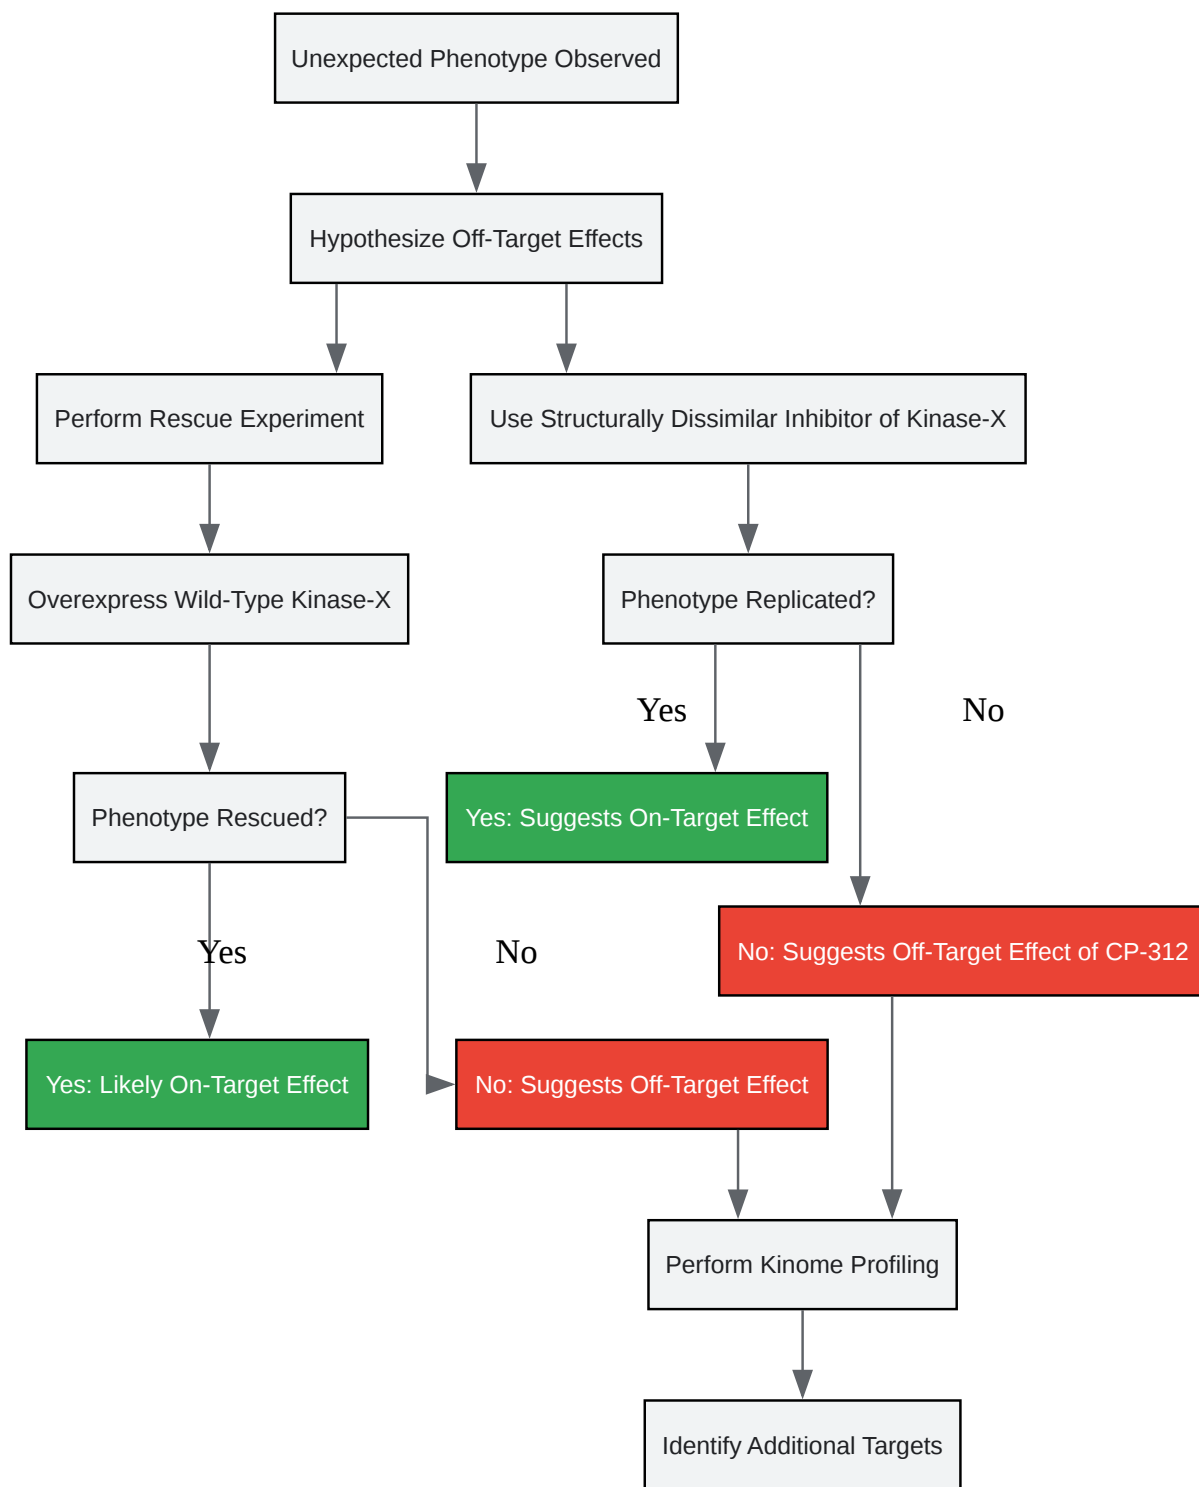 Unexpected Phenotype Observed
Hypothesize Off-Target Effects
Perform Rescue Experiment
Use Structurally Dissimilar Inhibitor of Kinase-X
Overexpress Wild-Type Kinase-X
Phenotype Replicated?
Yes
No
Phenotype Rescued?
Yes: Suggests On-Target Effect
Yes
No
No: Suggests Off-Target Effect of CP-312
Yes: Likely On-Target Effect
No: Suggests Off-Target Effect
Perform Kinome Profiling
Identify Additional Targets